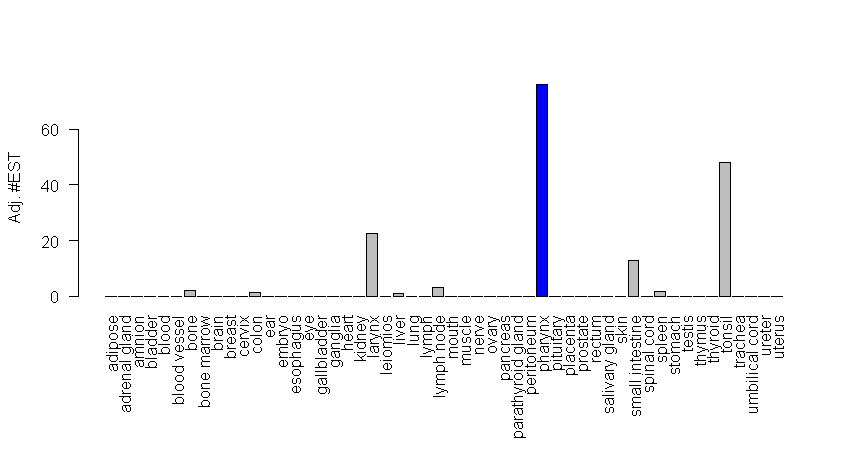 Adj. #EST
60
40
20
0
adipose
adrenal gland
amnion
bladder
blood
blood vessel
bone
bone marrow
brain
breast
cervix
colon
ear
embryo
esophagus
eye
gallbladder
ganglia
heart
kidney
larynx
leiomios
liver
lung
lymph
lymph node
mouth
muscle
nerve
ovary
pancreas
parathyroid gland
peritoneum
pharynx
pituitary
placenta
prostate
rectum
salivary gland
skin
small intestine
spinal cord
spleen
stomach
testis
thymus
thyroid
tonsil
trachea
umbilical cord
ureter
uterus